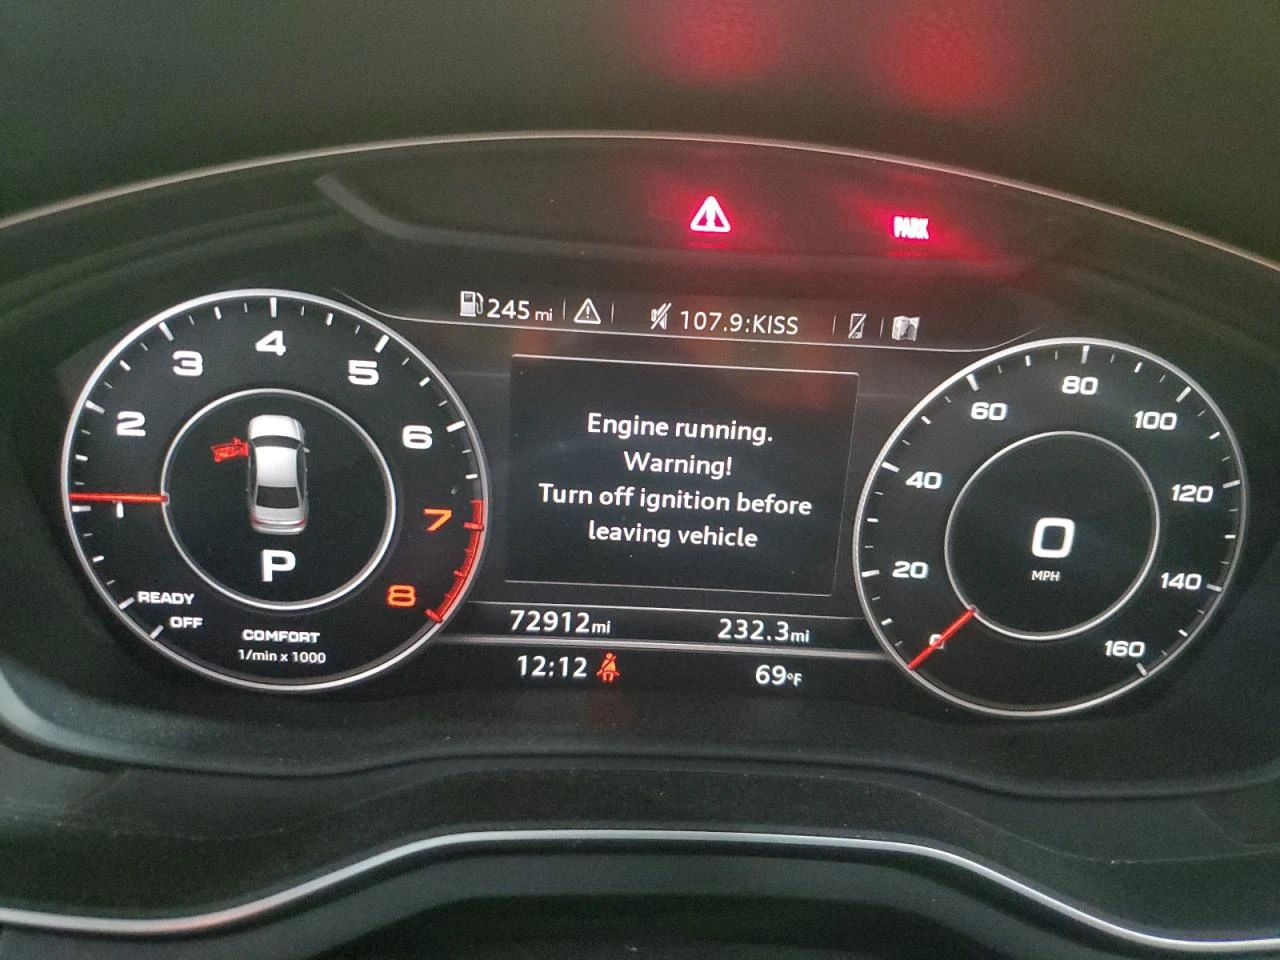 PARK
245 mi
107.9:KISS
Engine running.
Warning!
Turn off ignition before
leaving vehicle
1
2
3
4
5
6
7
8
P
READY
OFF
COMFORT
1/min x 1000
0
20
40
60
80
100
120
140
160
0
MPH
72912mi
232.3mi
12:12
69°F